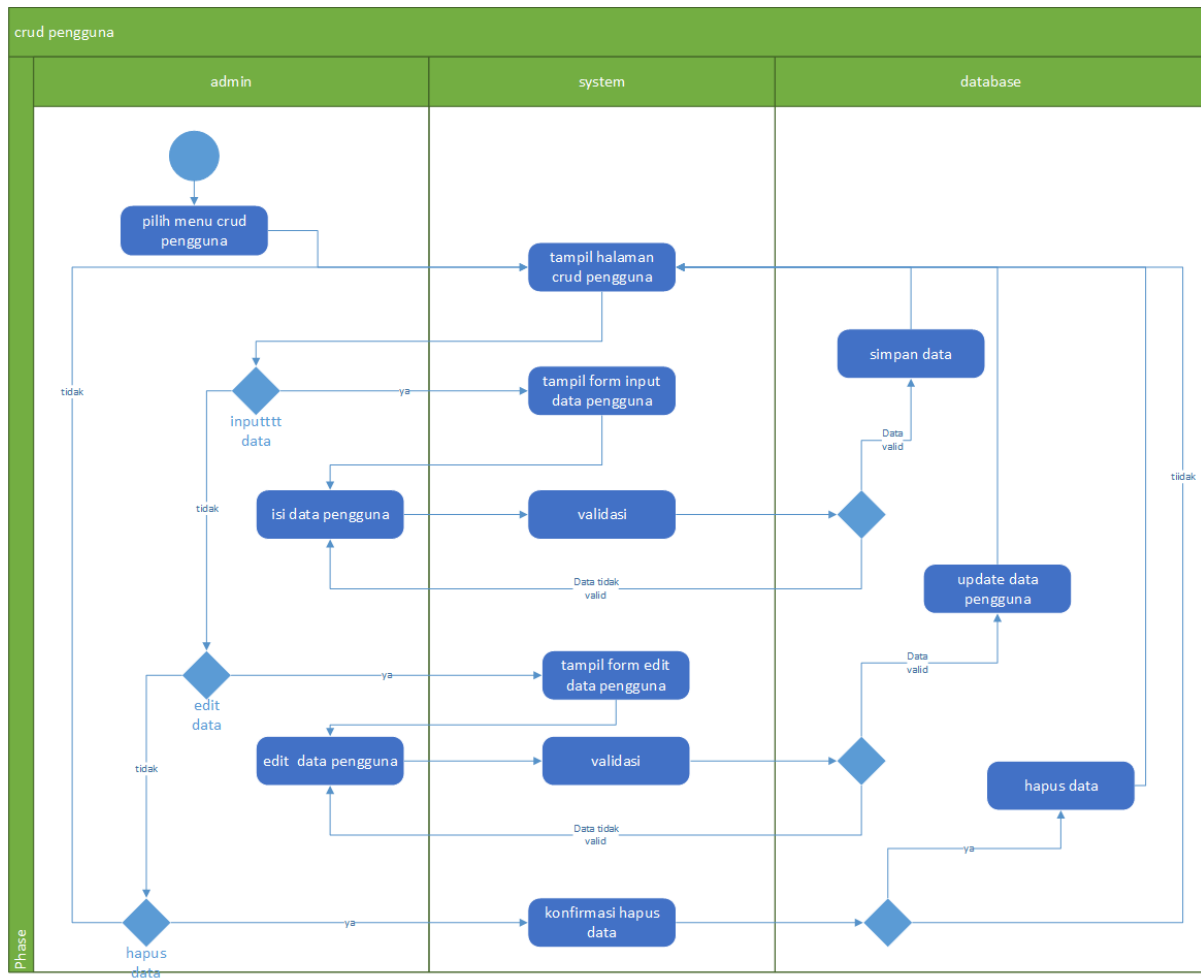 crud pengguna
admin
system
database
pilih menu crud
pengguna
tampil halaman
crud pengguna
simpan data
tidak
ya
tampil form input
data pengguna
inputttt
data
Data
valid
tiidak
tidak
isi data pengguna
validasi
Data tidak
valid
update data
pengguna
Data
valid
tampil form edit
data pengguna
ya
edit
data
edit  data pengguna
validasi
tidak
hapus data
Data tidak
valid
ya
konfirmasi hapus
data
ya
hapus
data
Phase